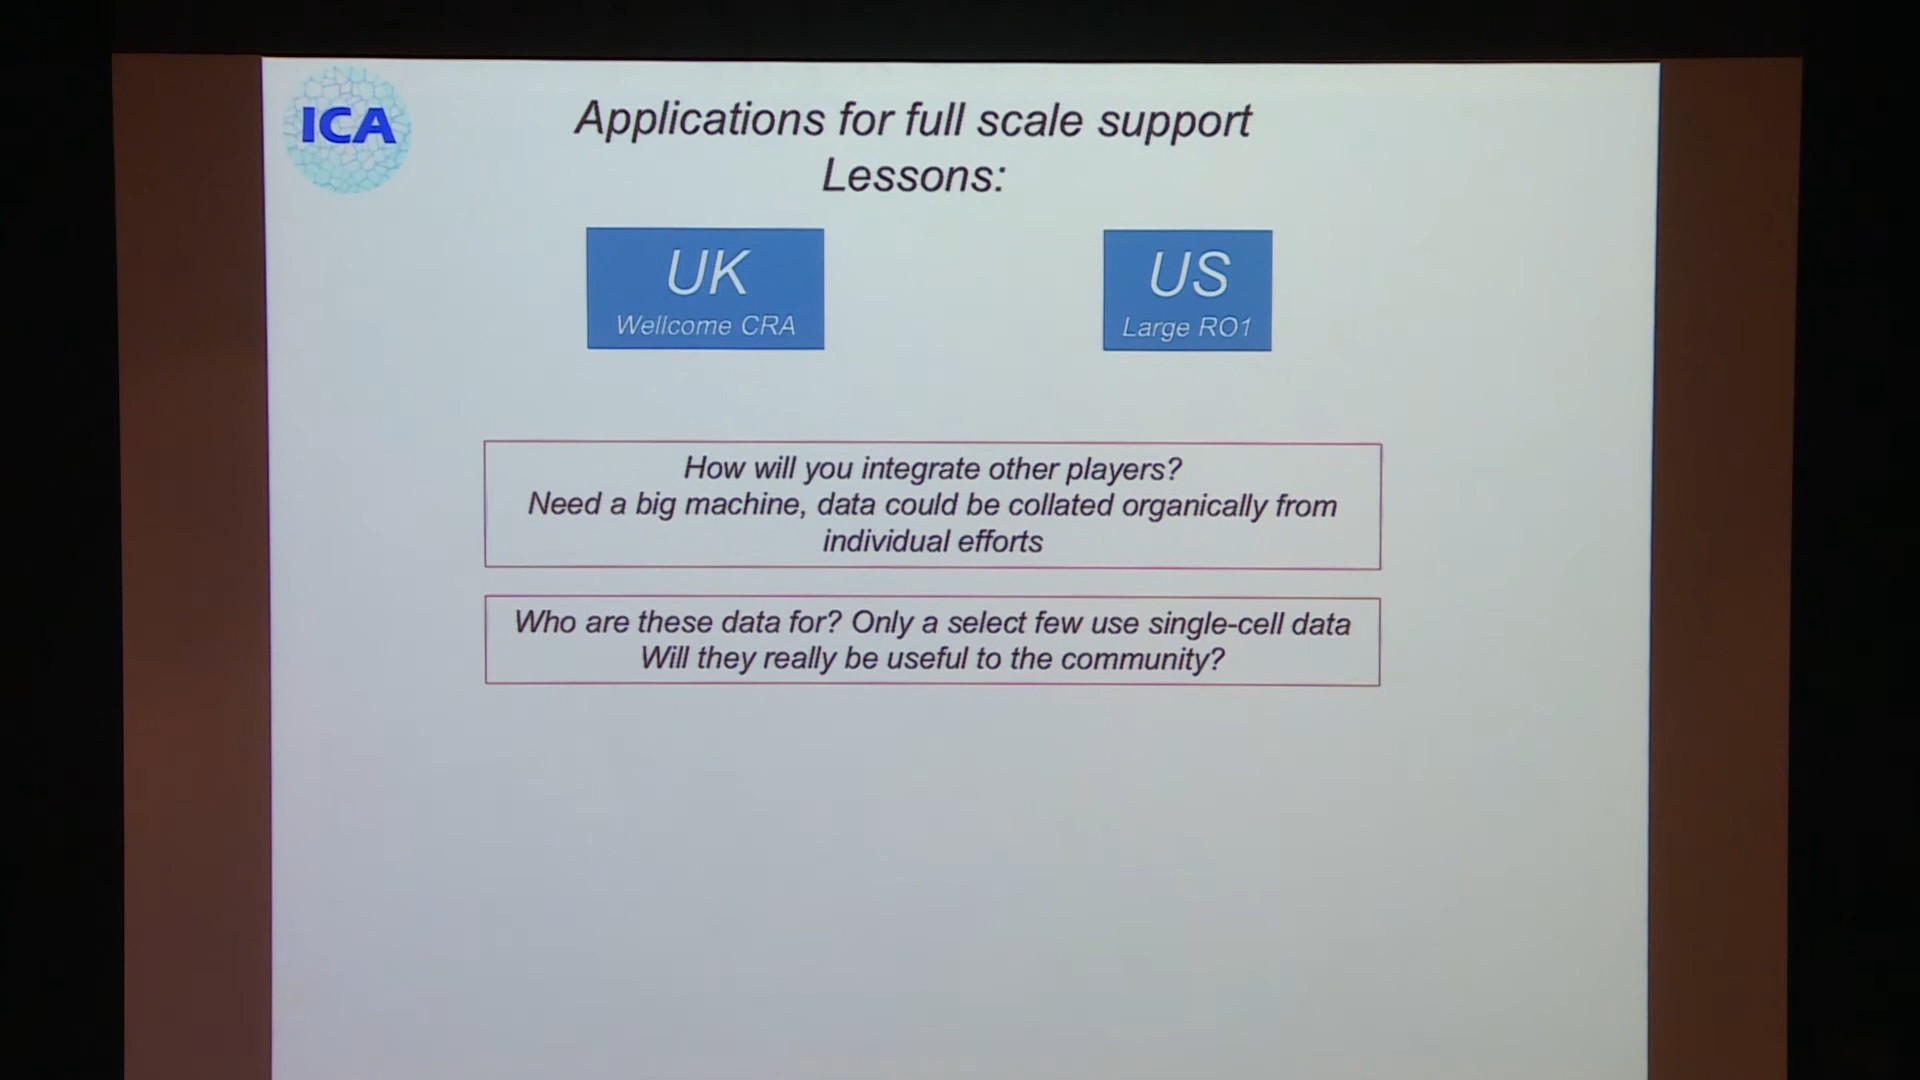 ICA
Applications for full scale support
Lessons:
UK
Wellcome CRA
US
Large RO1
How will you integrate other players?
Need a big machine, data could be collated organically from
individual efforts
Who are these data for? Only a select few use single-cell data
Will they really be useful to the community?